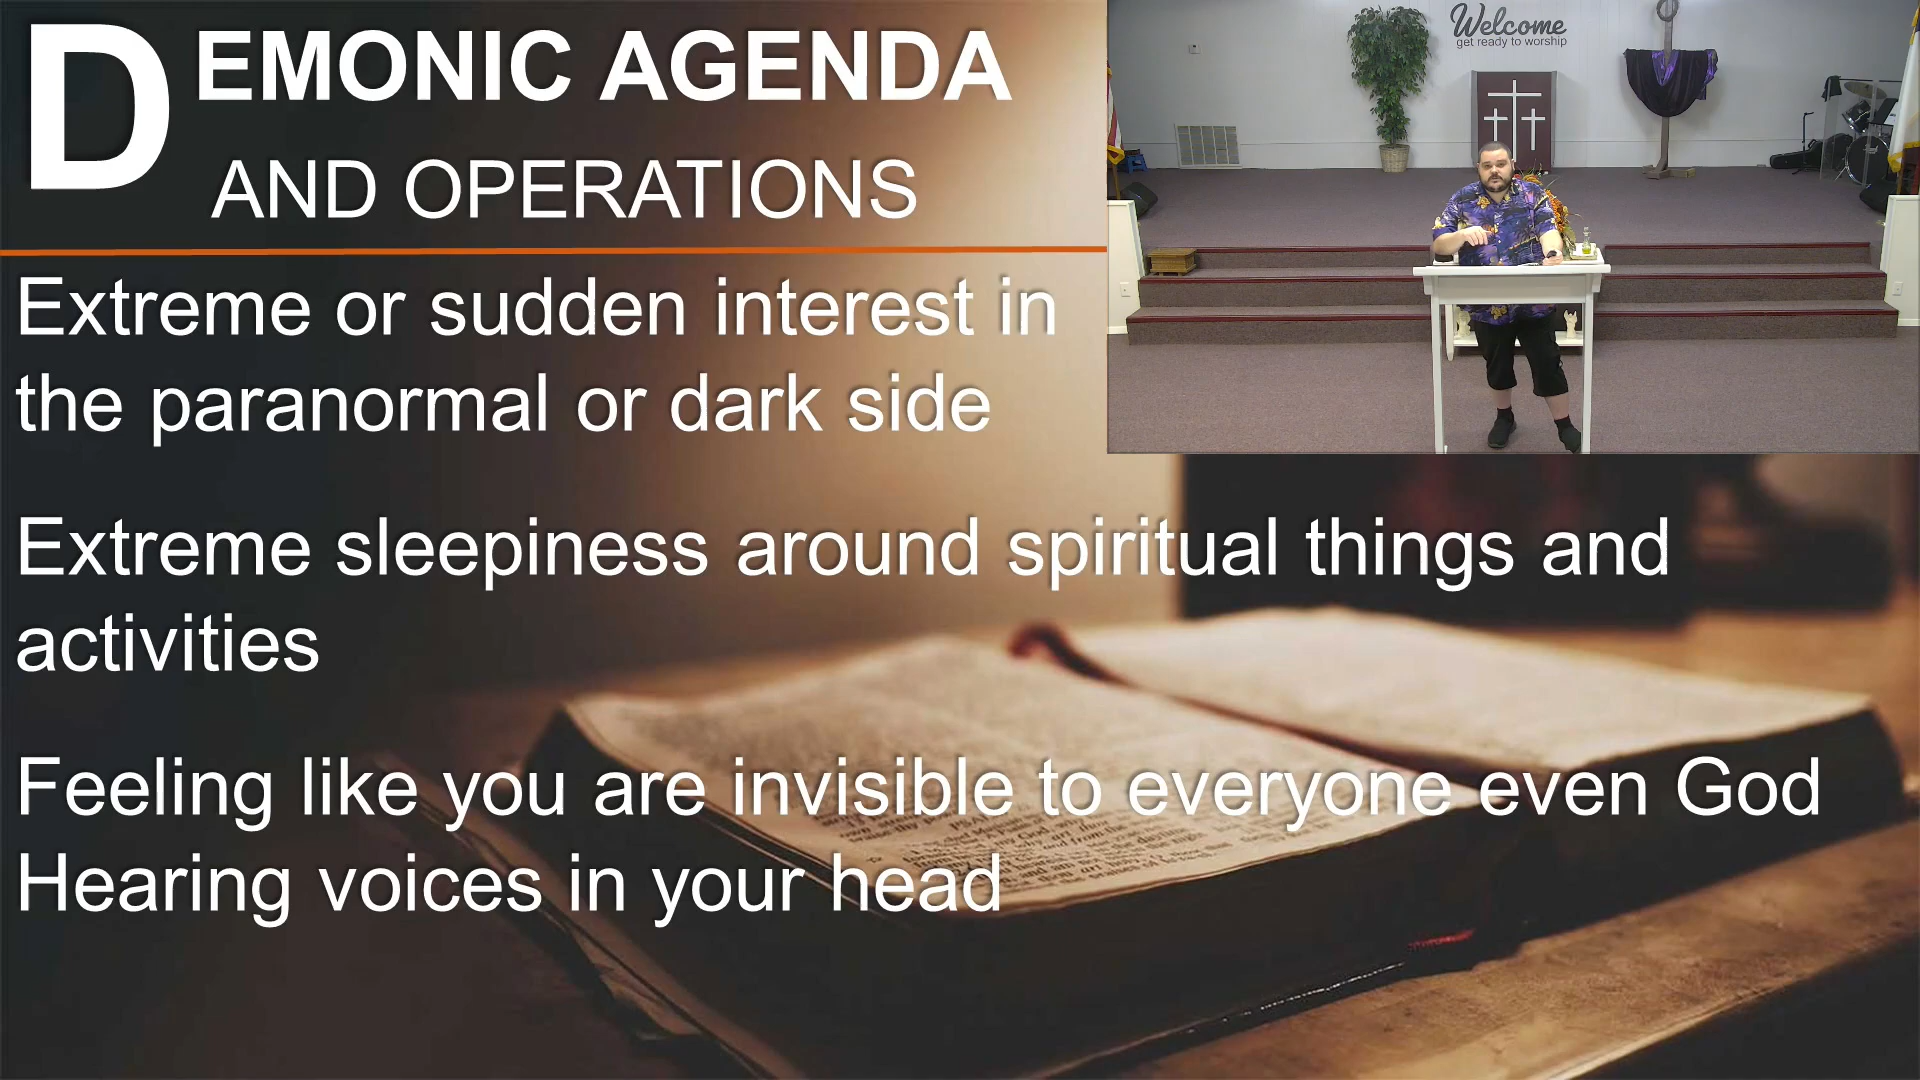 DEMONIC AGENDA
AND OPERATIONS
Welcome
get ready to worship
Extreme or sudden interest in
the paranormal or dark side
Extreme sleepiness around spiritual things and
activities
Feeling like you are invisible to everyone even God
Hearing voices in your head